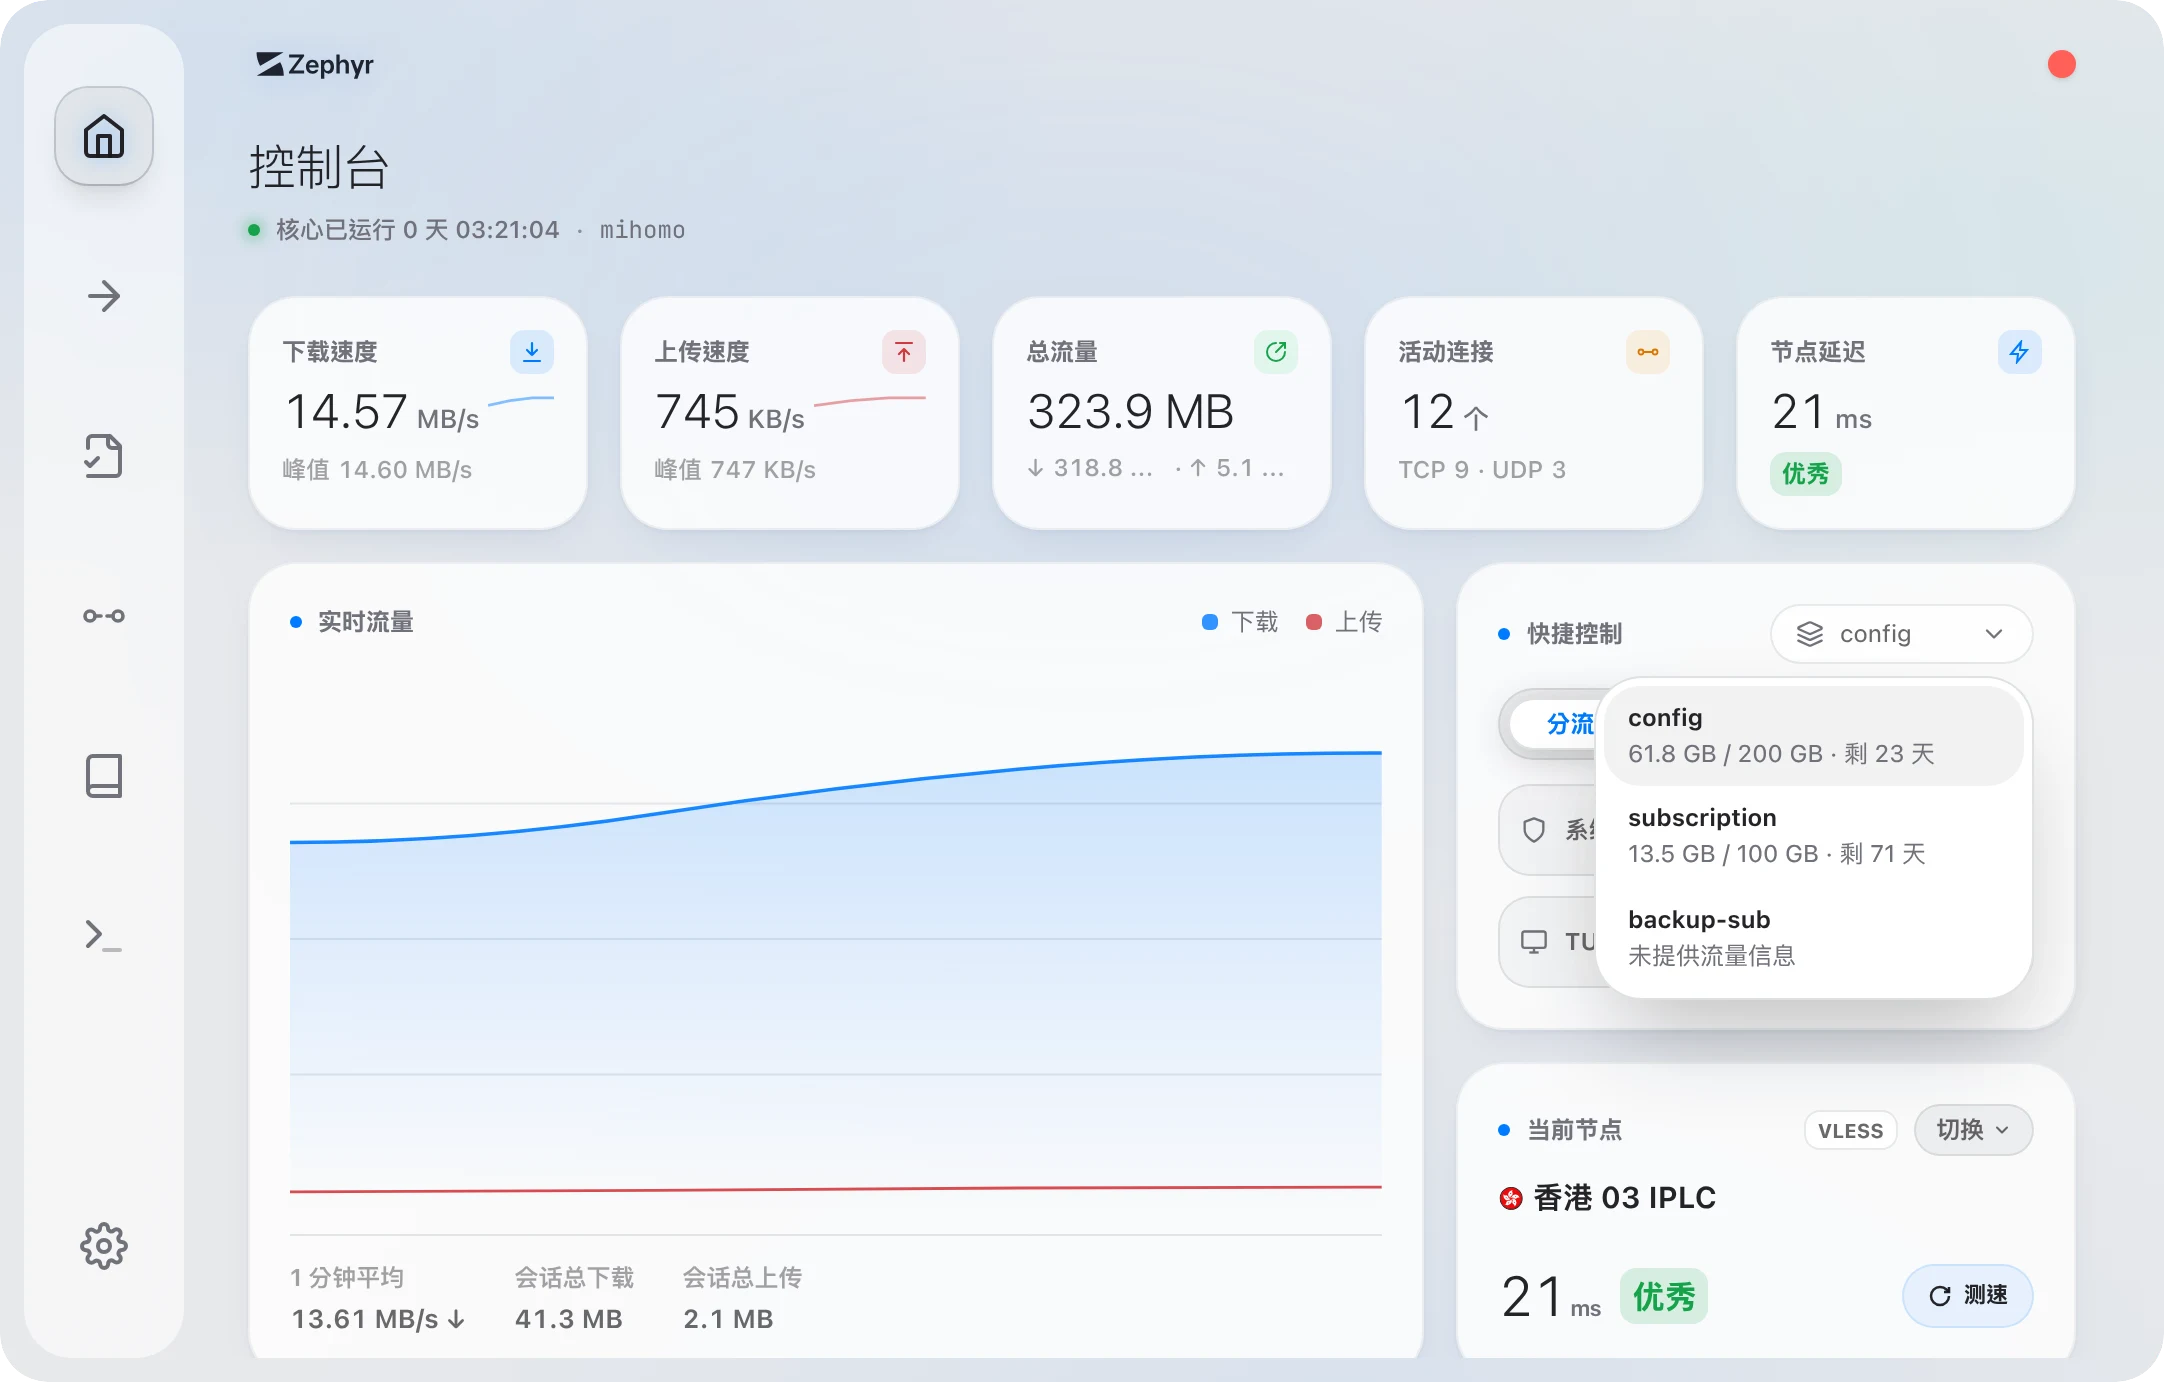 Zephyr
控制台
核心已运行 0 天 03:21:04 · mihomo
下载速度
14.57 MB/s
峰值 14.60 MB/s
上传速度
745 KB/s
峰值 747 KB/s
总流量
323.9 MB
↓ 318.8 ... · ↑ 5.1 ...
活动连接
12 个
TCP 9 · UDP 3
节点延迟
21 ms
优秀
实时流量
下载 上传
1 分钟平均
13.61 MB/s ↓
会话总下载
41.3 MB
会话总上传
2.1 MB
快捷控制
config
分流
系
TU
config
61.8 GB / 200 GB · 剩 23 天
subscription
13.5 GB / 100 GB · 剩 71 天
backup-sub
未提供流量信息
当前节点
VLESS
切换
香港 03 IPLC
21 ms
优秀
测速